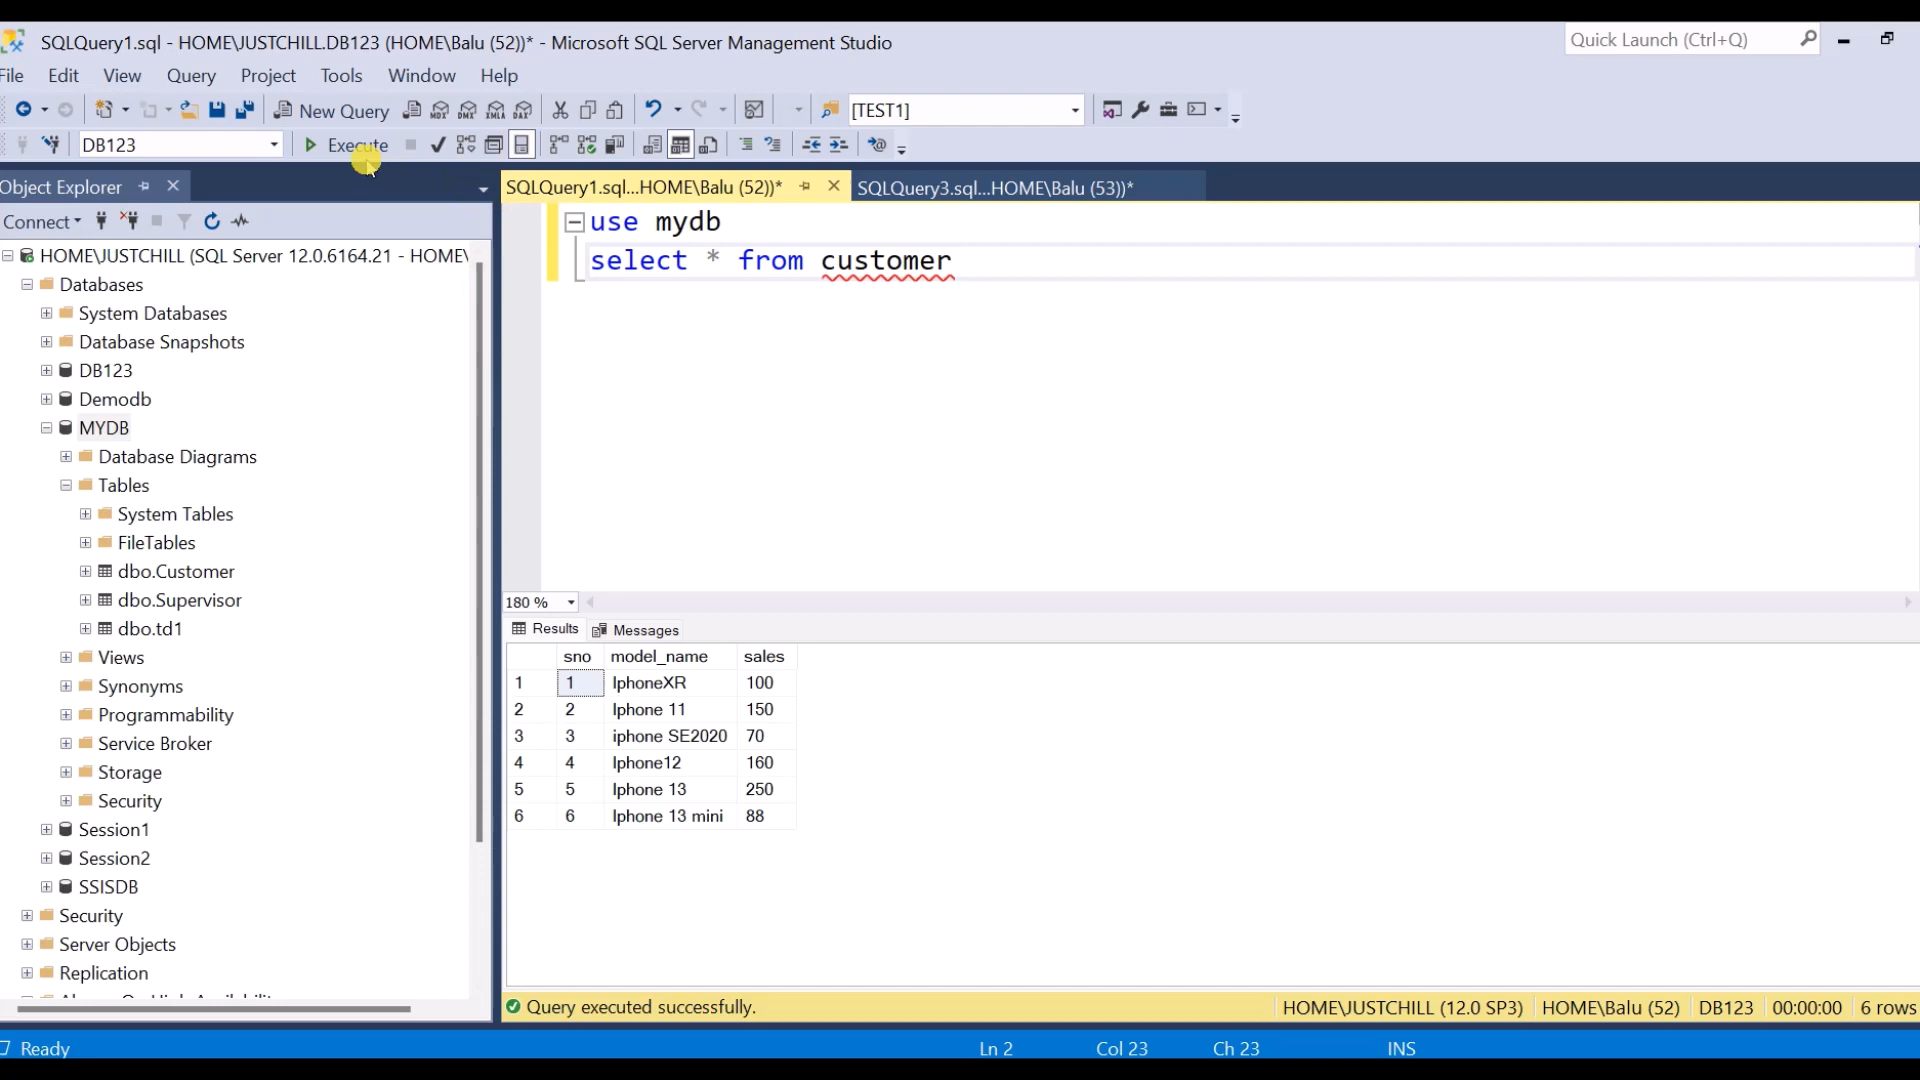 SQLQuery1.sql - HOME\JUSTCHILL.DB123 (HOME\Balu (52))* - Microsoft SQL Server Management Studio
Quick Launch (Ctrl+Q)
File Edit View Query Project Tools Window Help
New Query
MDX DMX XMLA DAX
[TEST1]
DB123
Execute
Object Explorer
SQLQuery1.sql...HOME\Balu (52))*
SQLQuery3.sql...HOME\Balu (53))*
Connect
HOME\JUSTCHILL (SQL Server 12.0.6164.21 - HOME\
Databases
System Databases
Database Snapshots
DB123
Demodb
MYDB
Database Diagrams
Tables
System Tables
FileTables
dbo.Customer
dbo.Supervisor
dbo.td1
Views
Synonyms
Programmability
Service Broker
Storage
Security
Session1
Session2
SSISDB
Security
Server Objects
Replication
use mydb
select * from customer
180 %
Results Messages
sno model_name sales
1 1 IphoneXR 100
2 2 Iphone 11 150
3 3 iphone SE2020 70
4 4 Iphone12 160
5 5 Iphone 13 250
6 6 Iphone 13 mini 88
Query executed successfully.
HOME\JUSTCHILL (12.0 SP3) HOME\Balu (52) DB123 00:00:00 6 rows
Ready
Ln 2 Col 23 Ch 23 INS